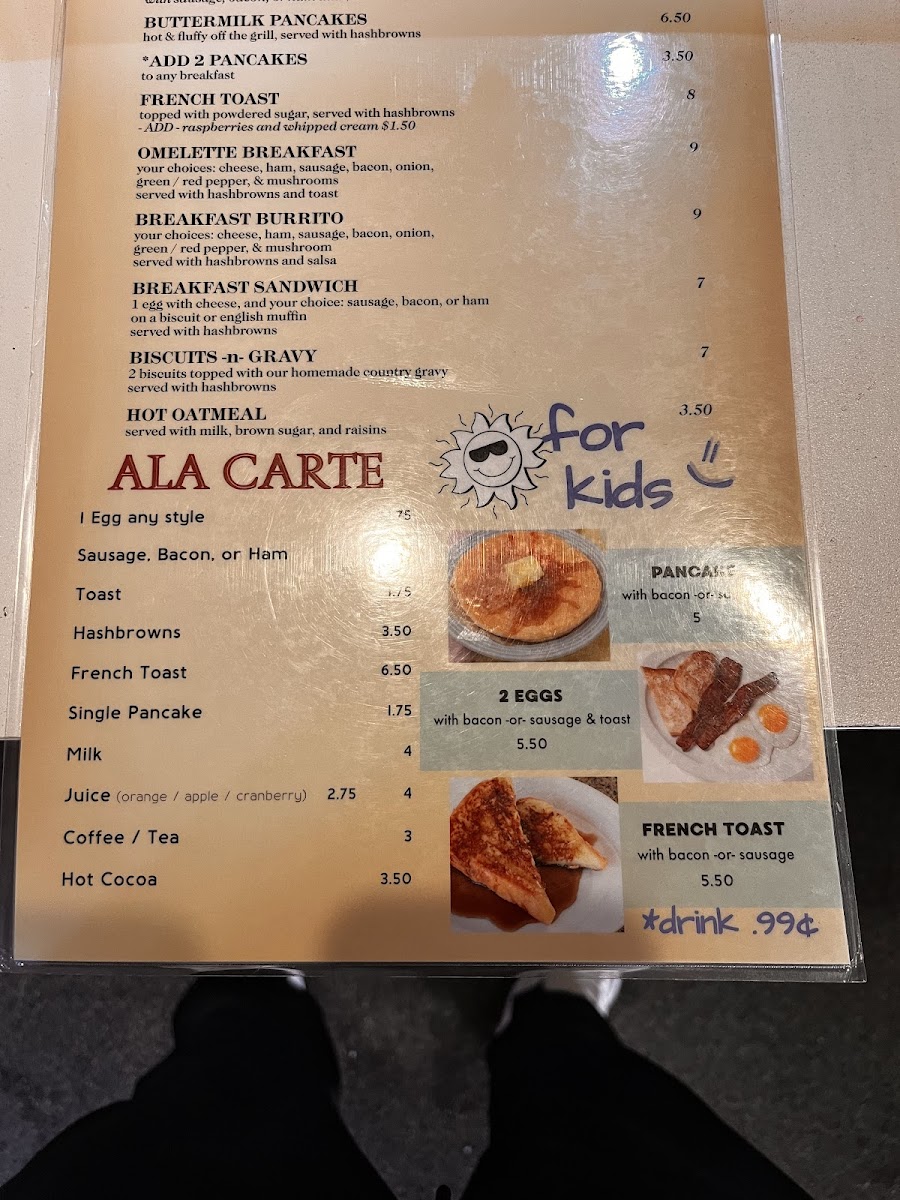 BUTTERMILK PANCAKES 6.50
hot & fluffy off the grill, served with hashbrowns
*ADD 2 PANCAKES 3.50
to any breakfast
FRENCH TOAST 8
topped with powdered sugar, served with hashbrowns
- ADD - raspberries and whipped cream $1.50
OMELETTE BREAKFAST 9
your choices: cheese, ham, sausage, bacon, onion,
green / red pepper, & mushrooms
served with hashbrowns and toast
BREAKFAST BURRITO 9
your choices: cheese, ham, sausage, bacon, onion,
green / red pepper, & mushroom
served with hashbrowns and salsa
BREAKFAST SANDWICH 7
1 egg with cheese, and your choice: sausage, bacon, or ham
on a biscuit or english muffin
served with hashbrowns
BISCUITS -n- GRAVY 7
2 biscuits topped with our homemade country gravy
served with hashbrowns
HOT OATMEAL 3.50
served with milk, brown sugar, and raisins
ALA CARTE
1 Egg any style
Sausage, Bacon, or Ham
Toast 1.75
Hashbrowns 3.50
French Toast 6.50
Single Pancake 1.75
Milk 4
Juice (orange / apple / cranberry) 2.75 4
Coffee / Tea 3
Hot Cocoa 3.50
for
kids
PANCAKE
with bacon -or-
5
2 EGGS
with bacon -or- sausage & toast
5.50
FRENCH TOAST
with bacon -or- sausage
5.50
*drink .99¢